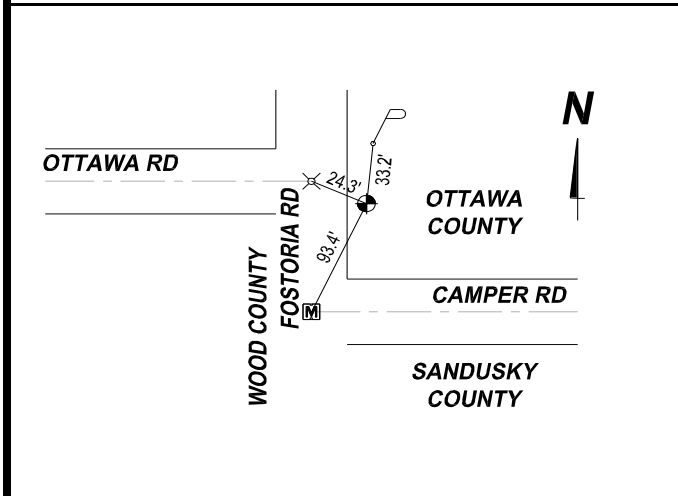 N
OTTAWA RD
24.3'
33.2'
OTTAWA
COUNTY
93.4'
FOSTORIA RD
WOOD COUNTY
CAMPER RD
M
SANDUSKY
COUNTY